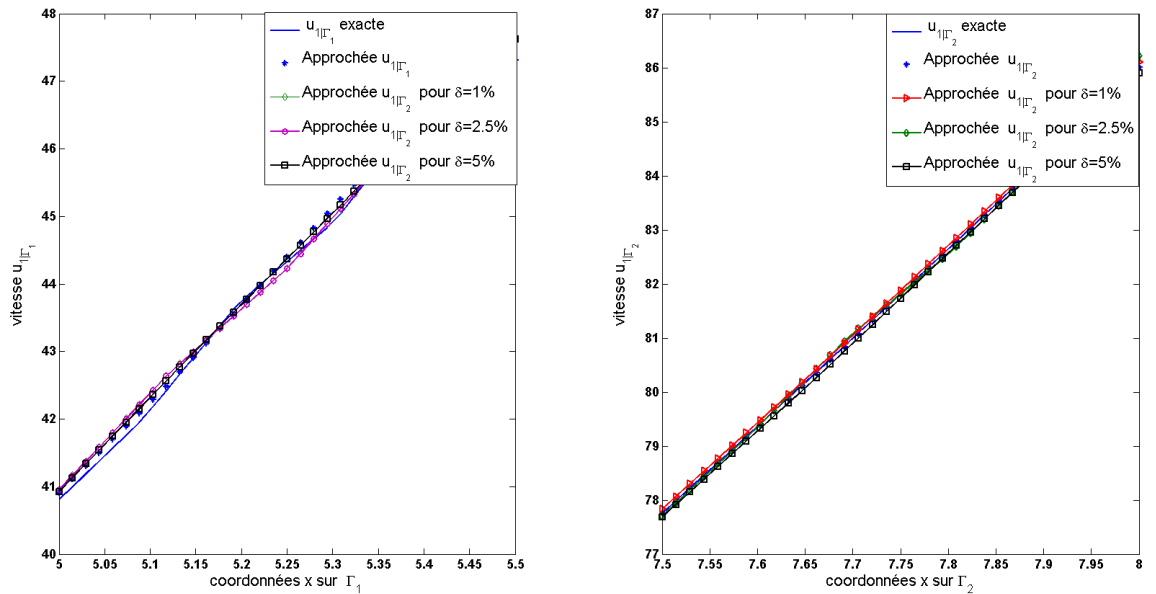 48
47
46
45
44
43
42
41
40
vitesse u1|Γ1
5 5.05 5.1 5.15 5.2 5.25 5.3 5.35 5.4 5.45 5.5
coordonnées x sur Γ1
u1|Γ1 exacte
Approchée u1|Γ1
Approchée u1|Γ2 pour δ=1%
Approchée u1|Γ2 pour δ=2.5%
Approchée u1|Γ2 pour δ=5%
87
86
85
84
83
82
81
80
79
78
77
vitesse u1|Γ2
7.5 7.55 7.6 7.65 7.7 7.75 7.8 7.85 7.9 7.95 8
coordonnées x sur Γ2
u1|Γ2 exacte
Approchée u1|Γ2
Approchée u1|Γ2 pour δ=1%
Approchée u1|Γ2 pour δ=2.5%
Approchée u1|Γ2 pour δ=5%